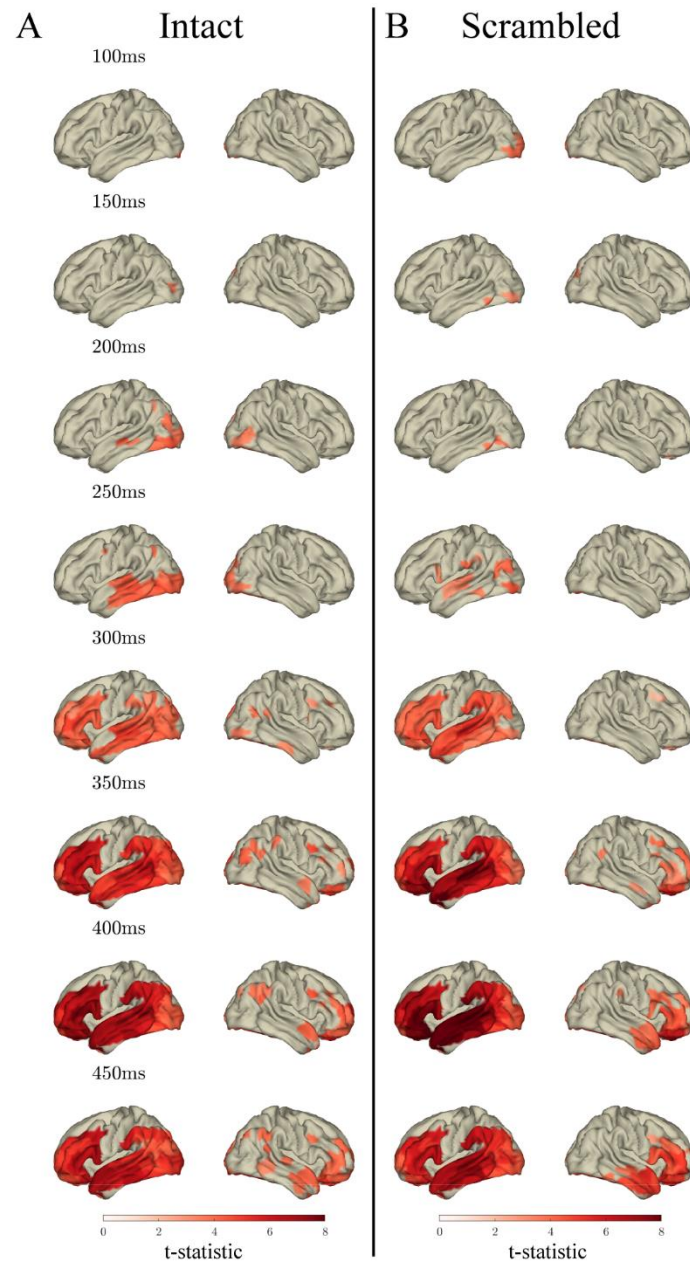 A Intact
B Scrambled
100ms
150ms
200ms
250ms
300ms
350ms
400ms
450ms
0 2 4 6 8
t-statistic
0 2 4 6 8
t-statistic